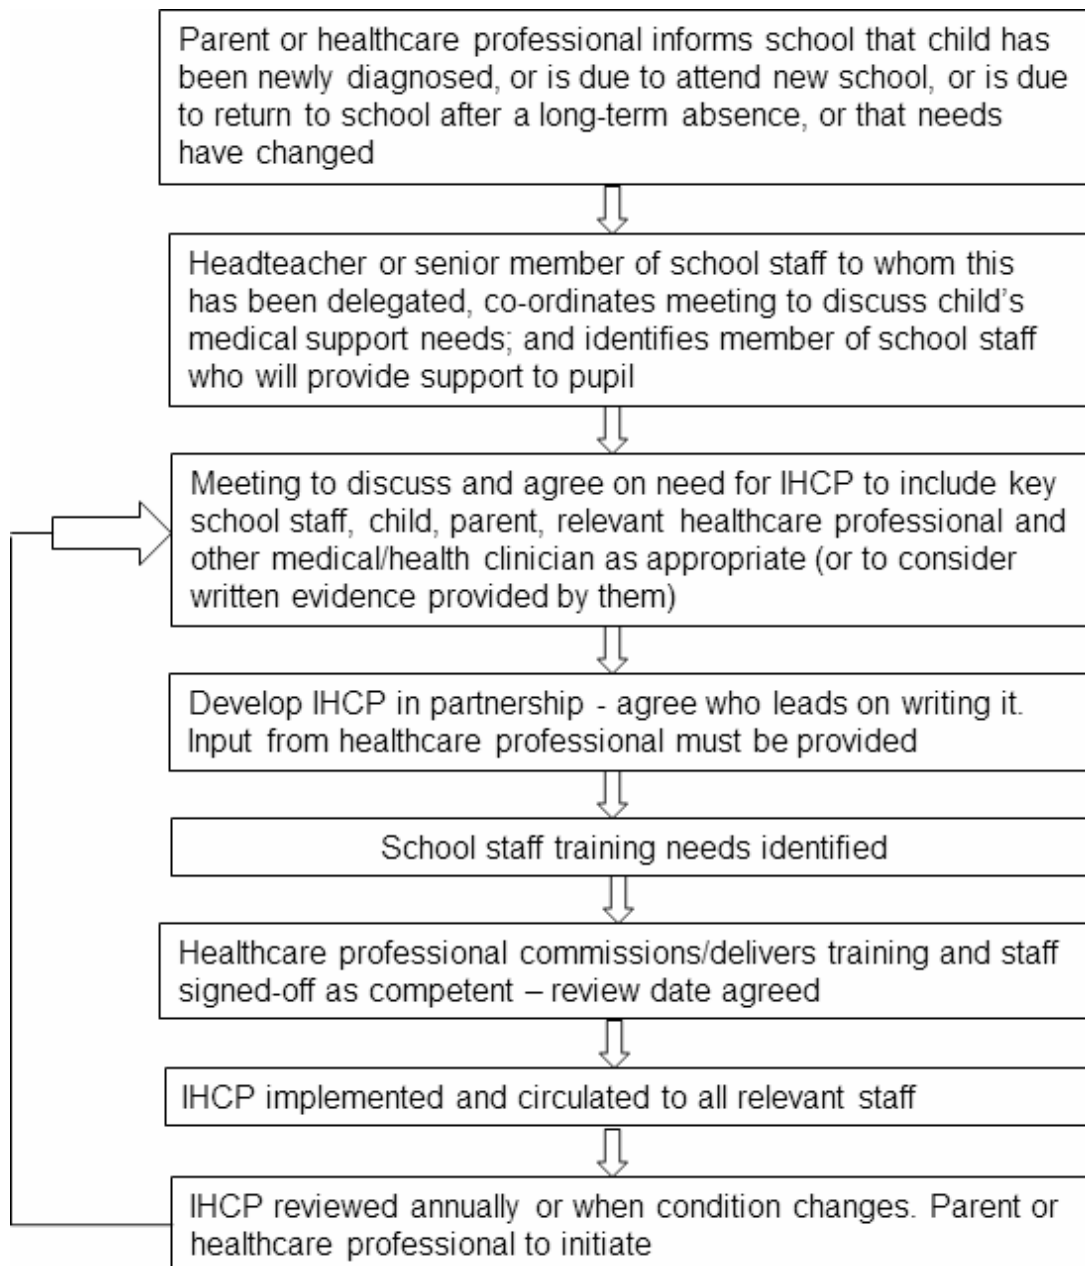 Parent or healthcare professional informs school that child has
been newly diagnosed, or is due to attend new school, or is due
to return to school after a long-term absence, or that needs
have changed
Headteacher or senior member of school staff to whom this
has been delegated, co-ordinates meeting to discuss child's
medical support needs; and identifies member of school staff
who will provide support to pupil
Meeting to discuss and agree on need for IHCP to include key
school staff, child, parent, relevant healthcare professional and
other medical/health clinician as appropriate (or to consider
written evidence provided by them)
Develop IHCP in partnership - agree who leads on writing it.
Input from healthcare professional must be provided
School staff training needs identified
Healthcare professional commissions/delivers training and staff
signed-off as competent – review date agreed
IHCP implemented and circulated to all relevant staff
IHCP reviewed annually or when condition changes. Parent or
healthcare professional to initiate